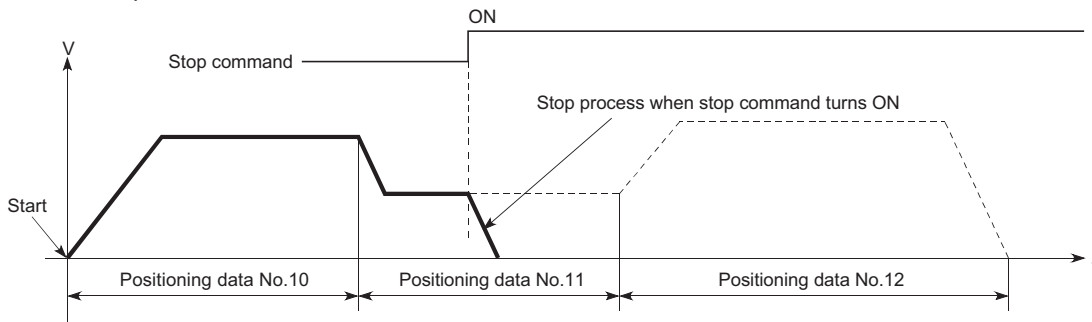 ON
V
Stop command
Stop process when stop command turns ON
Start
Positioning data No.10
Positioning data No.11
Positioning data No.12